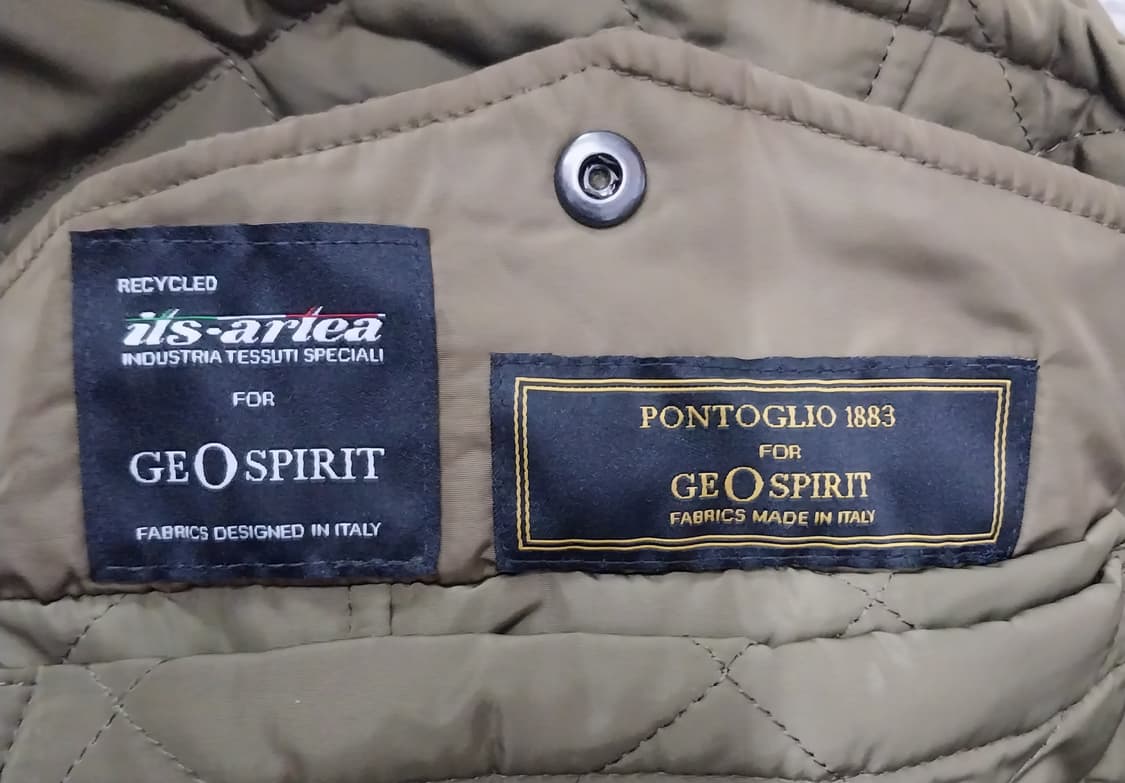 RECYCLED
its-artea
INDUSTRIA TESSUTI SPECIALI
FOR
GEOSPIRIT
FABRICS DESIGNED IN ITALY
PONTOGLIO 1883
FOR
GEOSPIRIT
FABRICS MADE IN ITALY